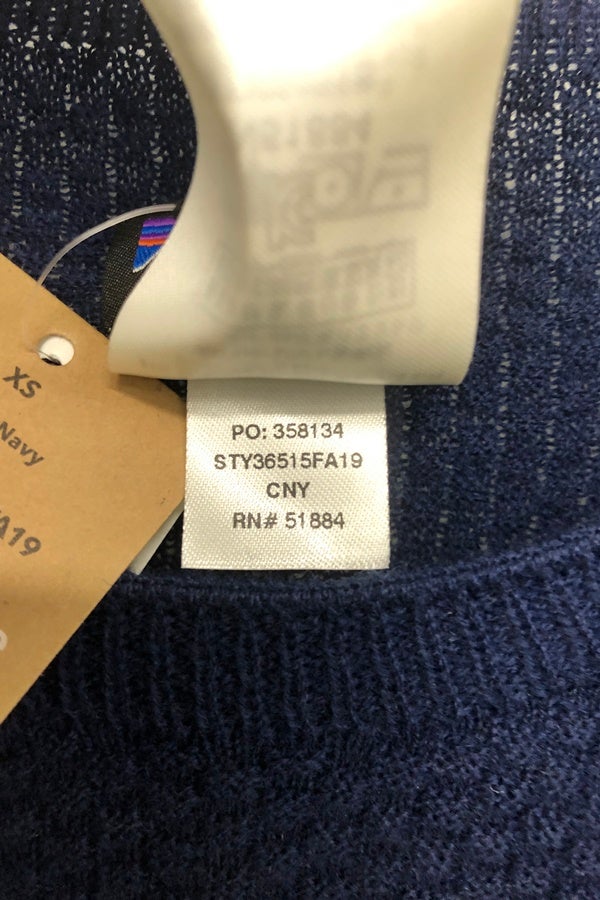 XS
Navy
A19
PO: 358134
STY36515FA19
CNY
RN# 51884